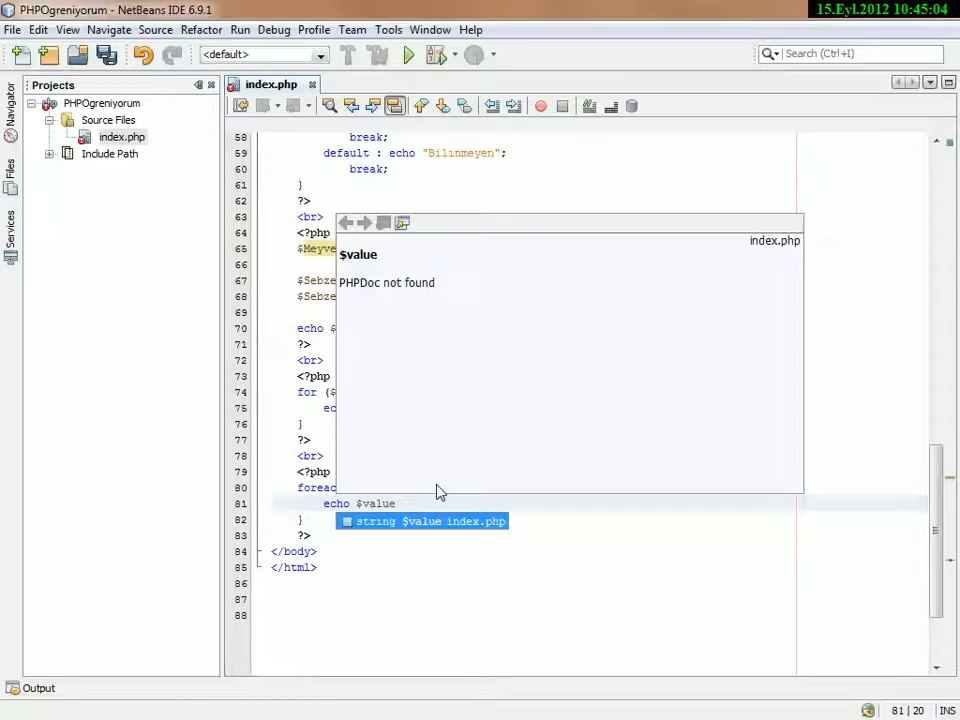 PHPOgreniyorum - NetBeans IDE 6.9.1
15.Eyl.2012 10:45:04
File Edit View Navigate Source Refactor Run Debug Profile Team Tools Window Help
<default>
Search (Ctrl+I)
Projects
index.php
PHPOgreniyorum
Source Files
index.php
Include Path
Navigator
Files
Services
58 break;
59 default : echo "Bilinmeyen";
60 break;
61 }
62 ?>
63 <br>
64 <?php
65 $Meyve
66
67 $Sebze
68 $Sebze
69
70 echo $
71 ?>
72 <br>
73 <?php
74 for ($
75 ec
76 }
77 ?>
78 <br>
79 <?php
80 foreac
81 echo $value
82 }
83 ?>
84 </body>
85 </html>
86
87
88
index.php
$value
PHPDoc not found
string $value index.php
Output
81 | 20 INS